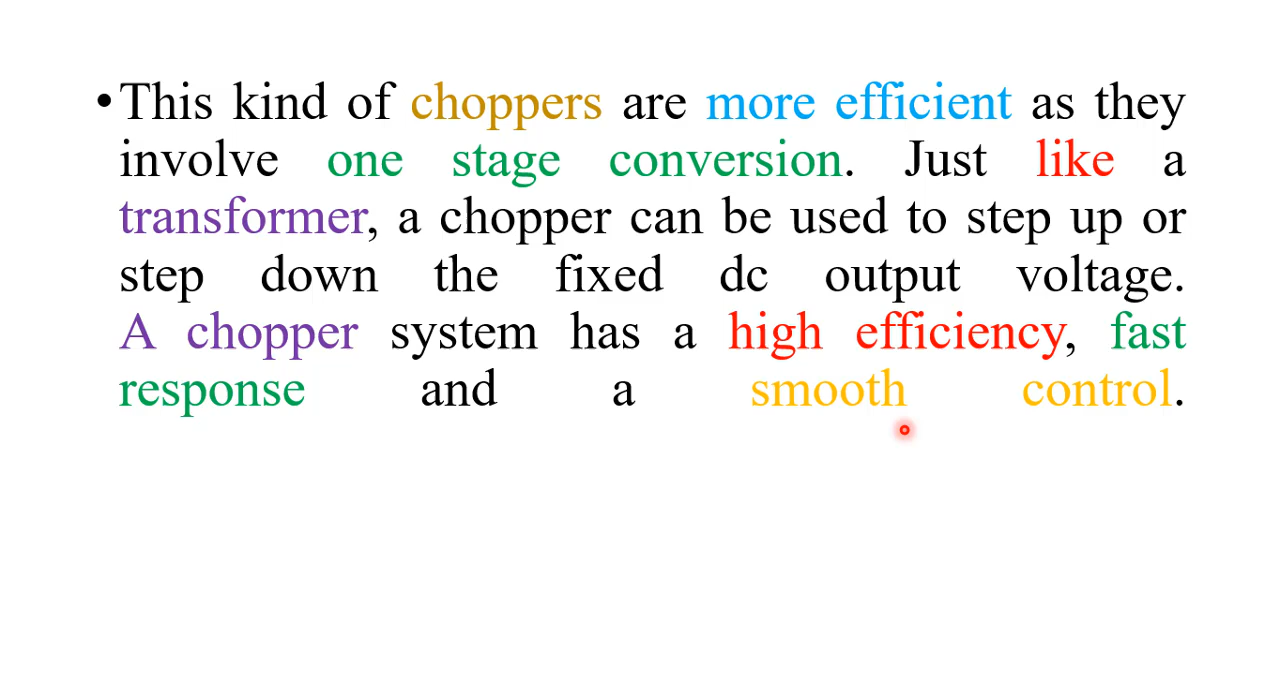 •This kind of choppers are more efficient as they
involve one stage conversion. Just like a
transformer, a chopper can be used to step up or
step down the fixed dc output voltage.
A chopper system has a high efficiency, fast
response and a smooth control.